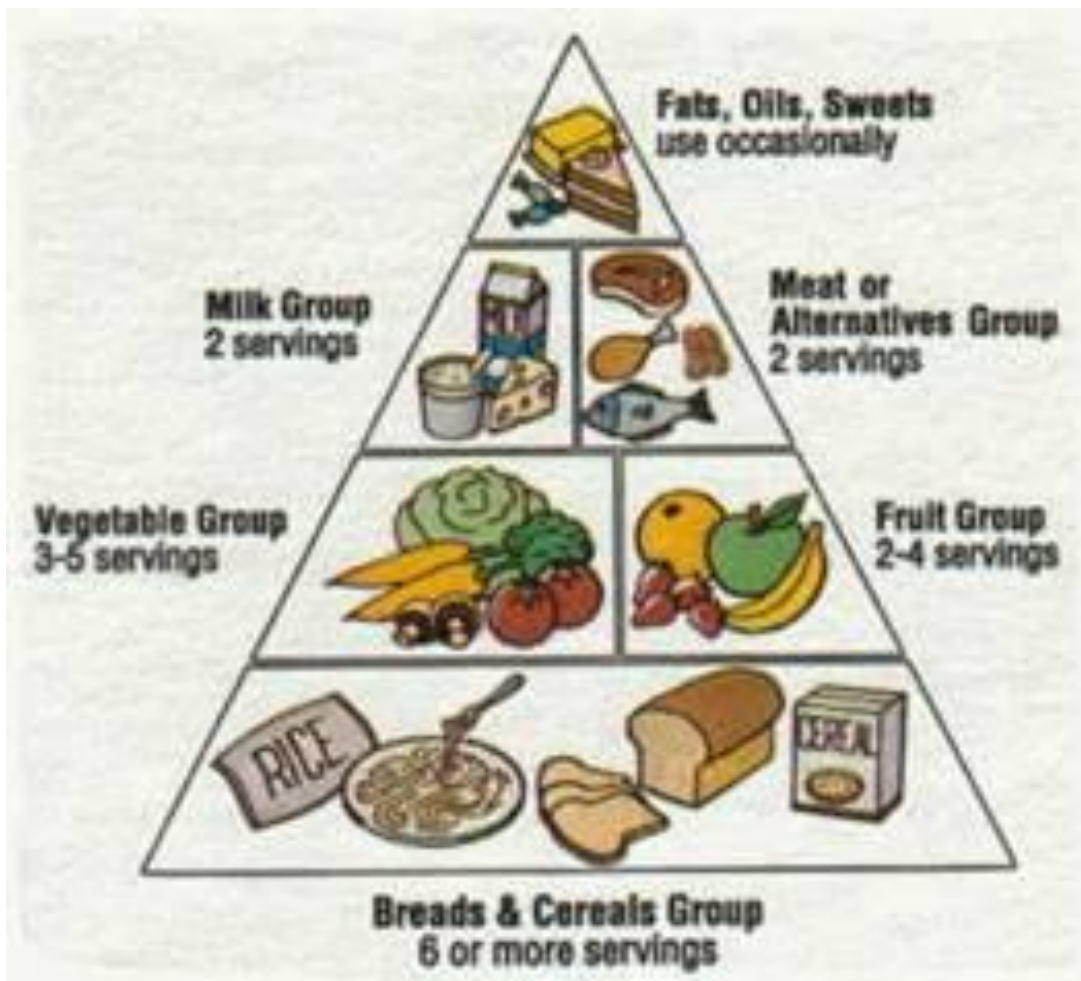 Fats, Oils, Sweets
use occasionally
Milk Group
2 servings
Meat or
Alternatives Group
2 servings
Vegetable Group
3-5 servings
Fruit Group
2-4 servings
RICE
CEREAL
Breads & Cereals Group
6 or more servings